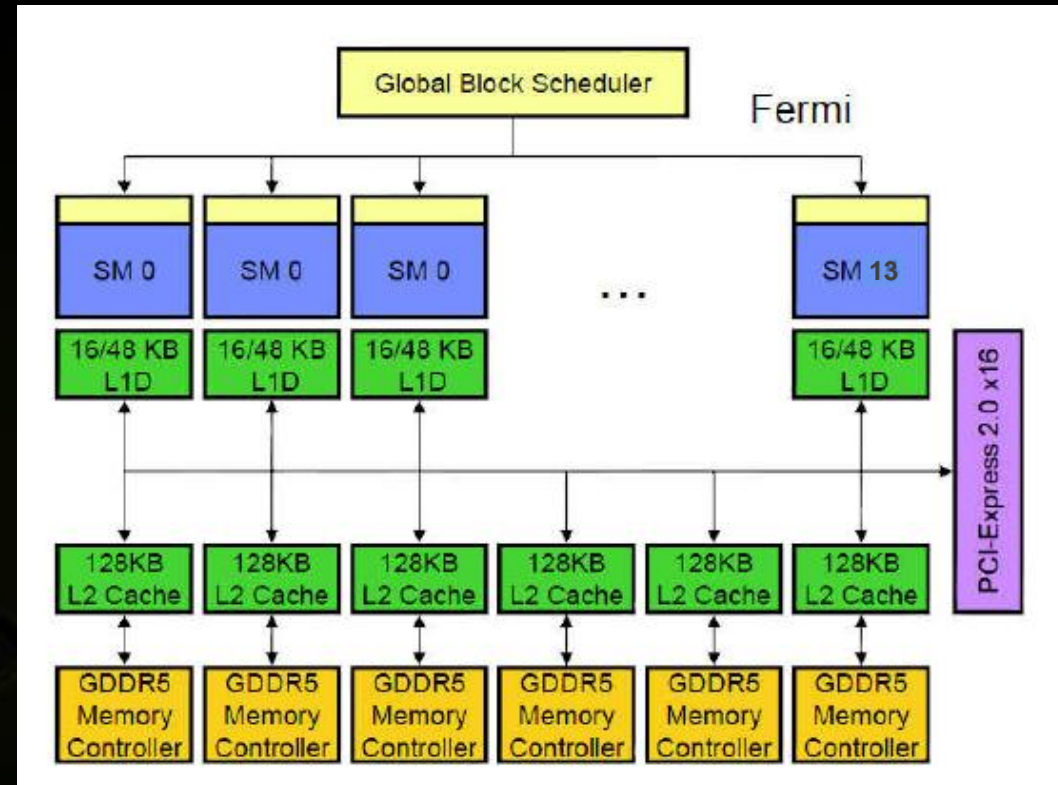 Global Block Scheduler
Fermi
SM 0
SM 0
SM 0
...
SM 13
16/48 KB
L1D
16/48 KB
L1D
16/48 KB
L1D
16/48 KB
L1D
PCI-Express 2.0 x16
128KB
L2 Cache
128KB
L2 Cache
128KB
L2 Cache
128KB
L2 Cache
128KB
L2 Cache
128KB
L2 Cache
GDDR5
Memory
Controller
GDDR5
Memory
Controller
GDDR5
Memory
Controller
GDDR5
Memory
Controller
GDDR5
Memory
Controller
GDDR5
Memory
Controller